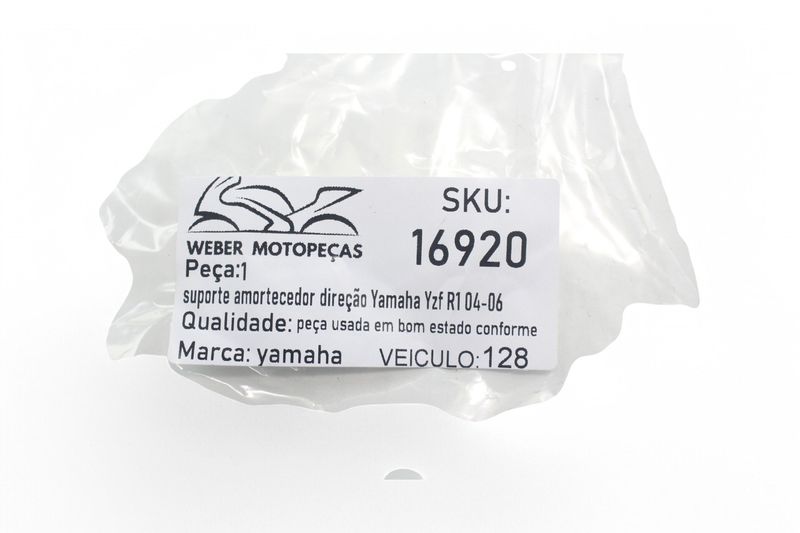 SKU:
16920
WEBER MOTOPEÇAS
Peça:1
suporte amortecedor direção Yamaha Yzf R1 04-06
Qualidade: peça usada em bom estado conforme
Marca: yamaha VEICULO:128